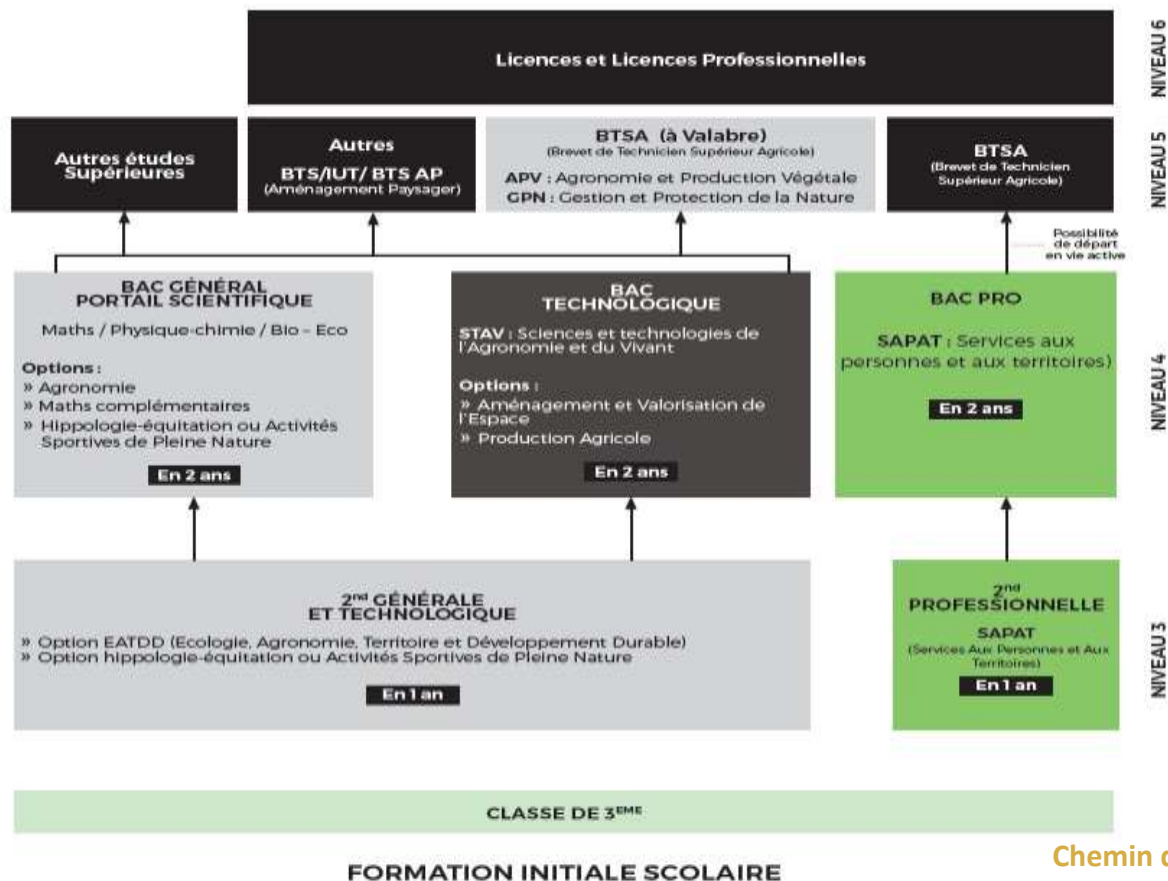 Licences et Licences Professionnelles
NIVEAU 6
Autres études
Supérieures
Autres
BTS/IUT/ BTS AP
(Aménagement Paysager)
BTSA (à Valabre)
(Brevet de Technicien Supérieur Agricole)
APV : Agronomie et Production Végétale
GPN : Gestion et Protection de la Nature
BTSA
(Brevet de Technicien
Supérieur Agricole)
NIVEAU 5
Possibilité
de départ
en vie active
BAC GÉNÉRAL
PORTAIL SCIENTIFIQUE
Maths / Physique-chimie / Bio – Eco
Options :
» Agronomie
» Maths complémentaires
» Hippologie-équitation ou Activités
Sportives de Pleine Nature
En 2 ans
BAC
TECHNOLOGIQUE
STAV : Sciences et technologies de
l'Agronomie et du Vivant
Options :
» Aménagement et Valorisation de
l'Espace
» Production Agricole
En 2 ans
BAC PRO
SAPAT : Services aux
personnes et aux territoires)
En 2 ans
NIVEAU 4
2nd GÉNÉRALE
ET TECHNOLOGIQUE
» Option EATDD (Ecologie, Agronomie, Territoire et Développement Durable)
» Option hippologie-équitation ou Activités Sportives de Pleine Nature
En 1 an
2nd
PROFESSIONNELLE
SAPAT
(Services Aux Personnes et Aux
Territoires)
En 1 an
NIVEAU 3
CLASSE DE 3EME
FORMATION INITIALE SCOLAIRE
Chemin